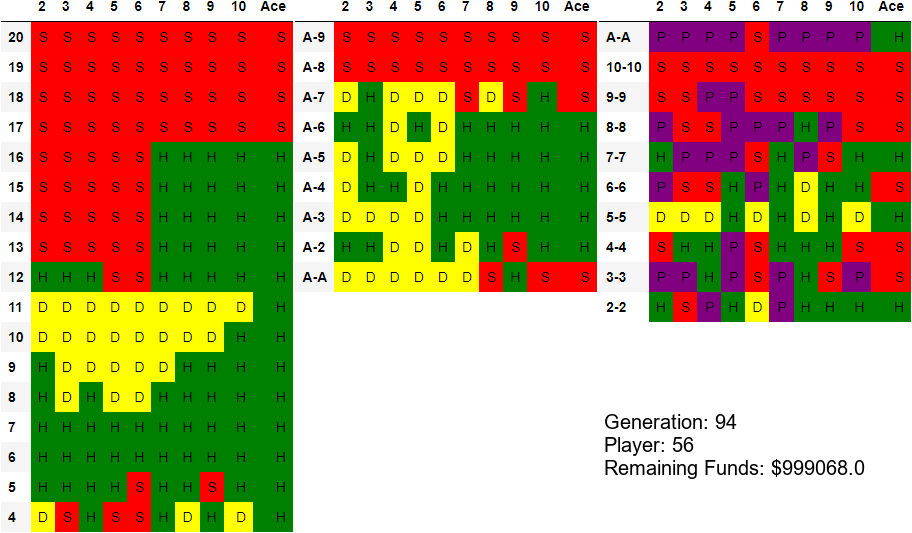 2 3 4 5 6 7 8 9 10 Ace
20 S S S S S S S S S S
19 S S S S S S S S S S
18 S S S S S S S S S S
17 S S S S S S S S S S
16 S S S S S H H H H H
15 S S S S S H H H H H
14 S S S S S H H H H H
13 S S S S S H H H H H
12 H H H S S H H H H H
11 D D D D D D D D D H
10 D D D D D D D D H H
9 H D D D D D H H H H
8 H D H D D H H H H H
7 H H H H H H H H H H
6 H H H H H H H H H H
5 H H H H S H H S H H
4 D S H S S H D H D H
2 3 4 5 6 7 8 9 10 Ace
A-9 S S S S S S S S S S
A-8 S S S S S S S S S S
A-7 D H D D D S D S H S
A-6 H H D H D H H H H H
A-5 D H D D D H H H H H
A-4 D H H D H H H H H H
A-3 D D D D H H H H H H
A-2 H H D D H D H S H H
A-A D D D D D D S H S S
2 3 4 5 6 7 8 9 10 Ace
A-A P P P P S P P P P H
10-10 S S S S S S S S S S
9-9 S S P P S S S S S S
8-8 P S S P P P H P S S
7-7 H P P P S H P S H H
6-6 P S S H P H D H H S
5-5 D D D H D H D H D H
4-4 S H H P S H H H S S
3-3 P P H P S P H S P S
2-2 H S P H D P H H H H
Generation: 94
Player: 56
Remaining Funds: $999068.0